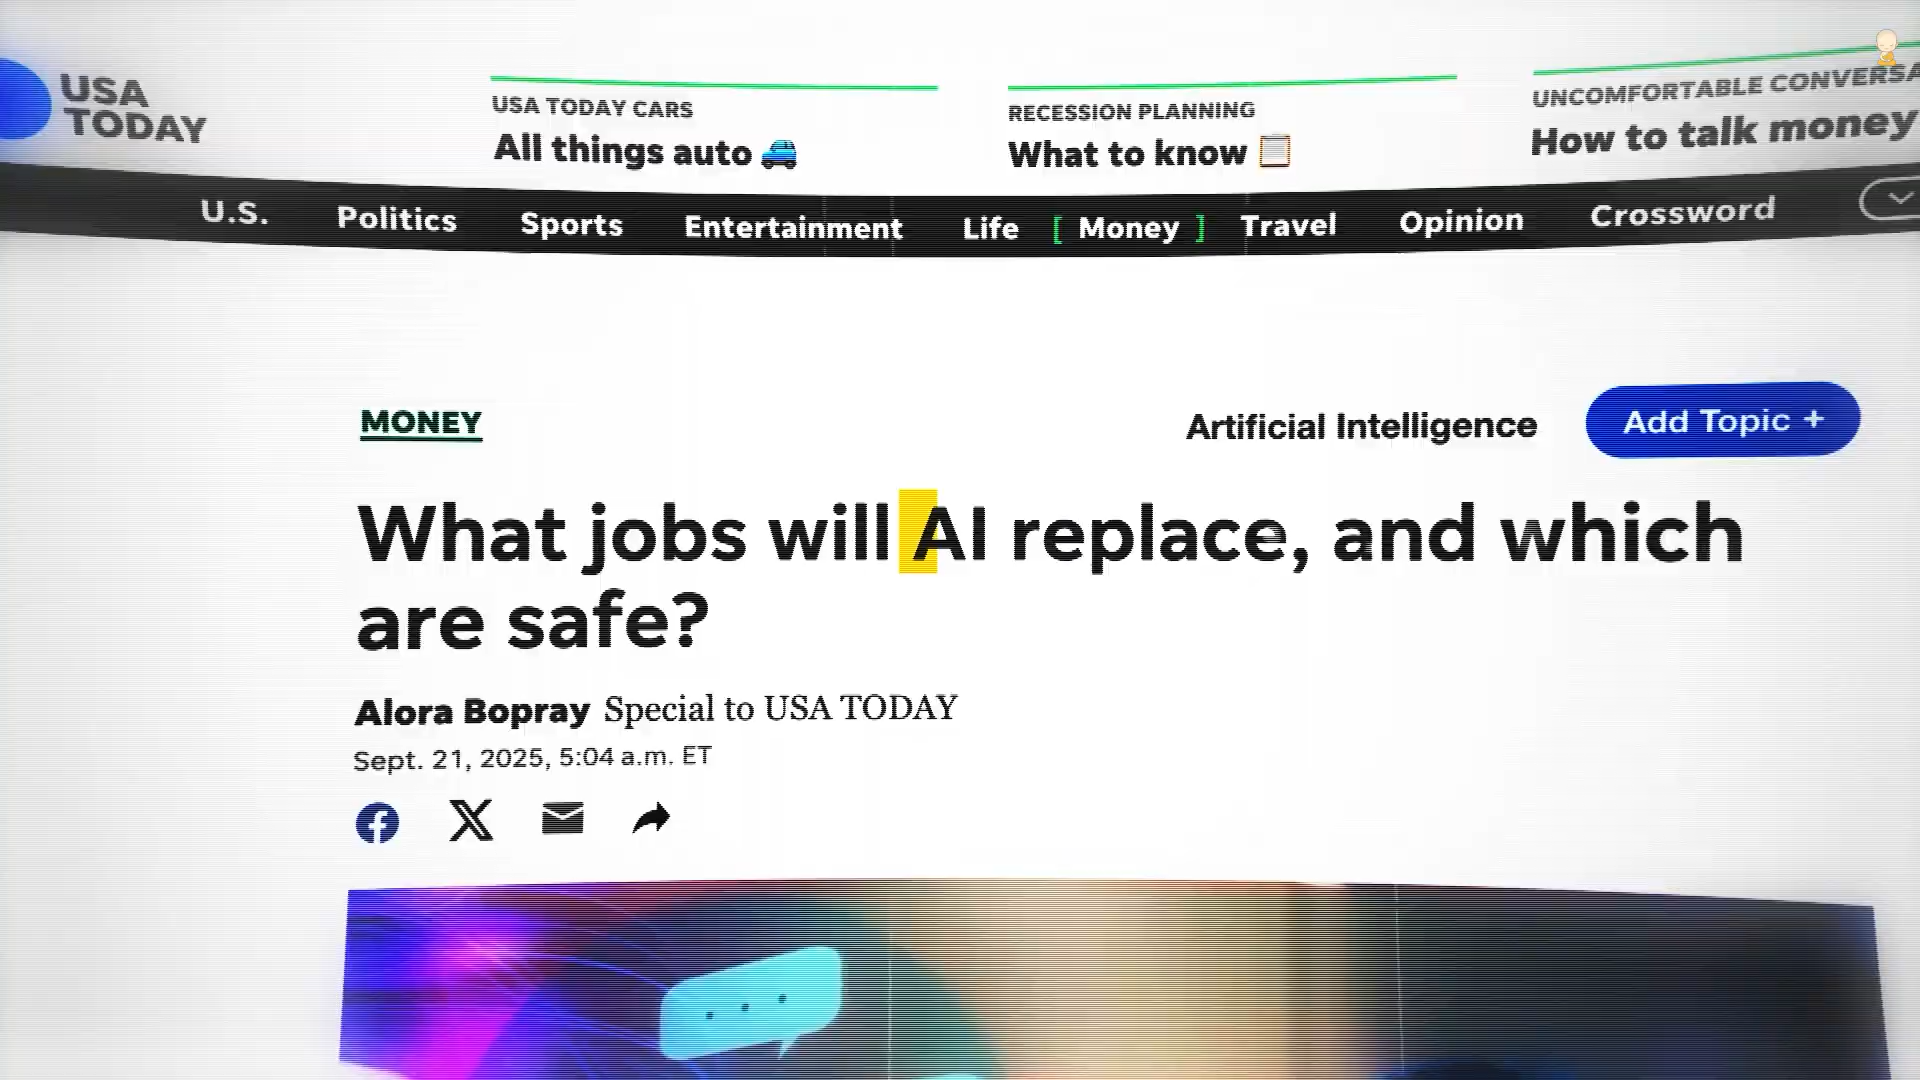 USA
TODAY
USA TODAY CARS
All things auto
RECESSION PLANNING
What to know
UNCOMFORTABLE
How to talk money
U.S. Politics Sports Entertainment Life [ Money ] Travel Opinion Crossword
MONEY
Artificial Intelligence
Add Topic +
What jobs will AI replace, and which
are safe?
Alora Bopray Special to USA TODAY
Sept. 21, 2025, 5:04 a.m. ET